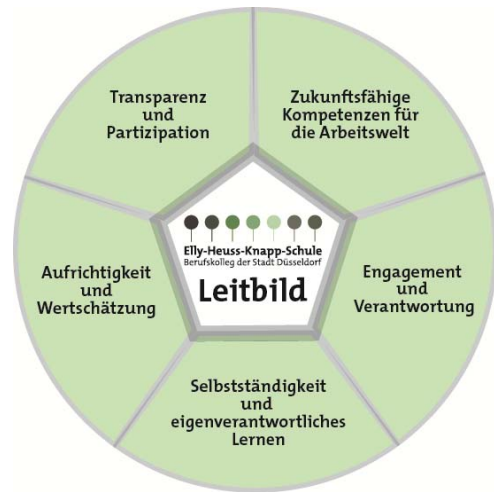 Transparenz
und
Partizipation
Zukunftsfähige
Kompetenzen für
die Arbeitswelt
Elly-Heuss-Knapp-Schule
Berufskolleg der Stadt Düsseldorf
Leitbild
Aufrichtigkeit
und
Wertschätzung
Engagement
und
Verantwortung
Selbstständigkeit
und
eigenverantwortliches
Lernen